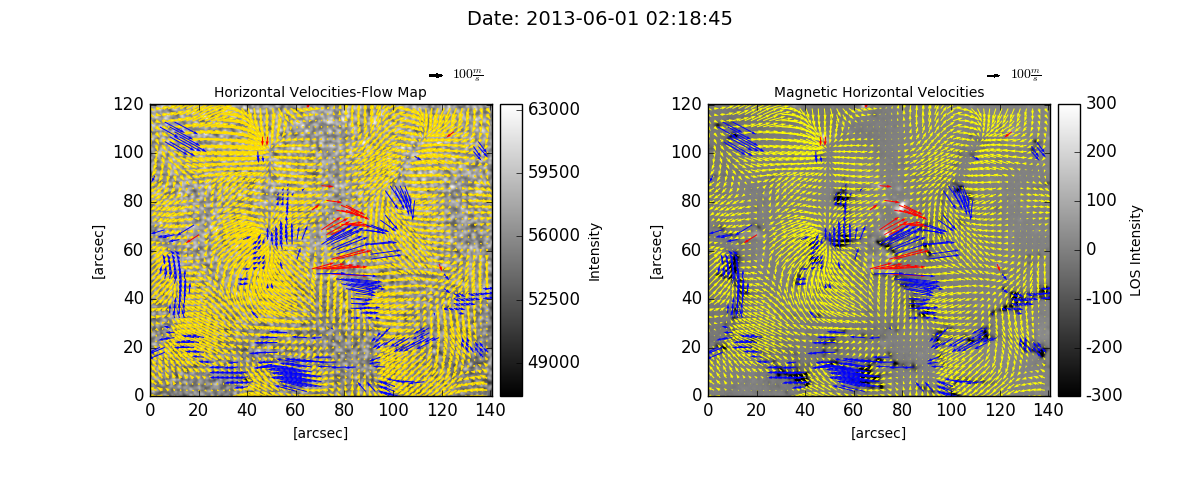 Date: 2013-06-01 02:18:45
100 m/s
Horizontal Velocities-Flow Map
120
100
80
60
40
20
0
[arcsec]
0 20 40 60 80 100 120 140
[arcsec]
63000
59500
56000
52500
49000
Intensity
100 m/s
Magnetic Horizontal Velocities
120
100
80
60
40
20
0
[arcsec]
0 20 40 60 80 100 120 140
[arcsec]
300
200
100
0
-100
-200
-300
LOS Intensity